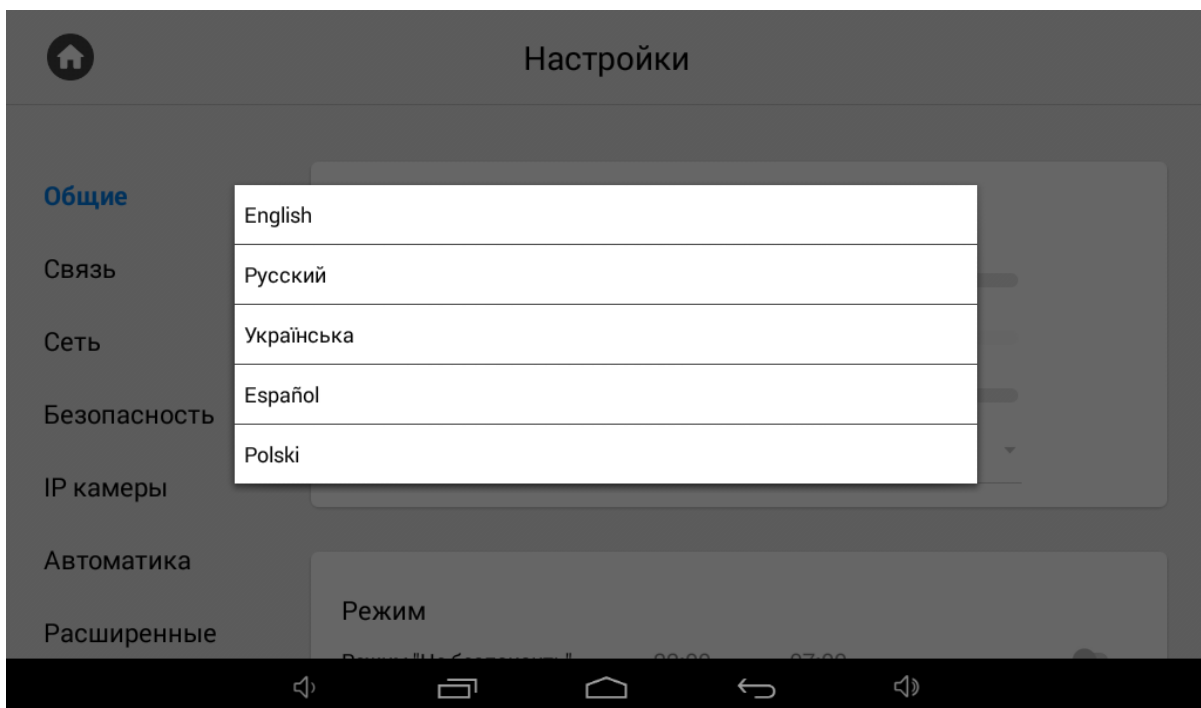 Настройки
Общие
Связь
Сеть
Безопасность
IP камеры
Автоматика
Расширенные
English
Русский
Українська
Español
Polski
Режим